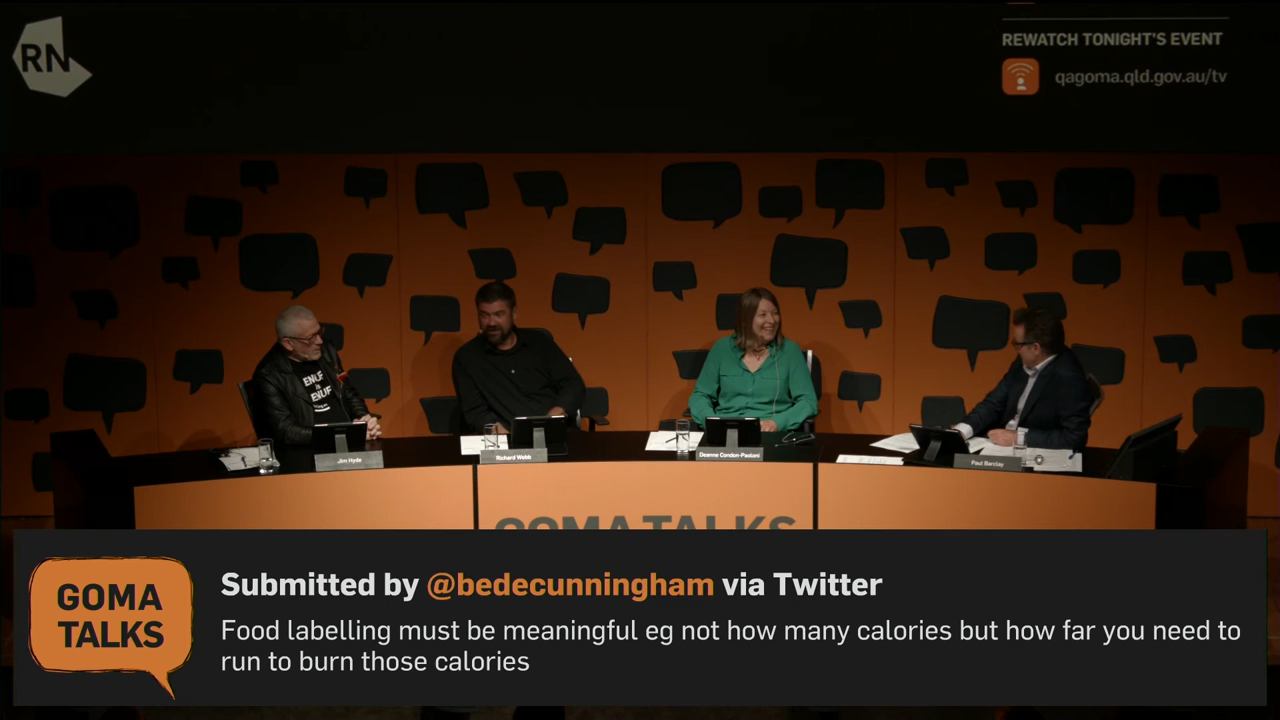 RN
REWATCH TONIGHT'S EVENT
qagoma.qld.gov.au/tv
ENUF
ENUF
Jim Hyde
Richard Webb
Deanne Condon-Paoloni
Paul Barclay
GOMA TALKS
GOMA
TALKS
Submitted by @bedecunningham via Twitter
Food labelling must be meaningful eg not how many calories but how far you need to
run to burn those calories